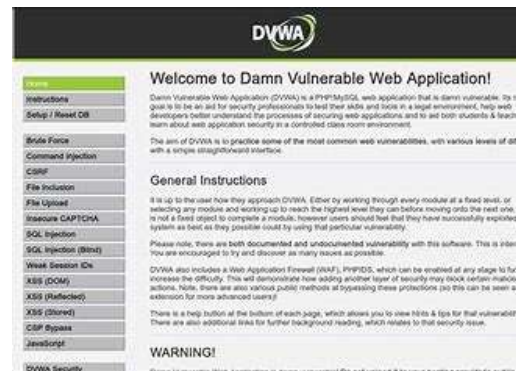 DVWA
Home
Instructions
Setup / Reset DB
Brute Force
Command Injection
CSRF
File Inclusion
File Upload
Insecure CAPTCHA
SQL Injection
SQL Injection (Blind)
Weak Session IDs
XSS (DOM)
XSS (Reflected)
XSS (Stored)
CSP Bypass
JavaScript
DVWA Security
Welcome to Damn Vulnerable Web Application!
Damn Vulnerable Web Application (DVWA) is a PHP/MySQL web application that is damn vulnerable. Its
goal is to be an aid for security professionals to test their skills and tools in a legal environment, help web
developers better understand the processes of securing web applications and to aid both students & teach
learn about web application security in a controlled class room environment.
The aim of DVWA is to practice some of the most common web vulnerabilities, with various levels of
with a simple straightforward interface.
General Instructions
It is up to the user how they approach DVWA. Either by working through every module at a fixed level, or
selecting any module and working up to reach the highest level they can before moving onto the next one.
is not a fixed object to complete a module; however users should feel that they have successfully exploited
system as best as they possible could by using that particular vulnerability.
Please note, there are both documented and undocumented vulnerability with this software. This is
You are encouraged to try and discover as many issues as possible.
DVWA also includes a Web Application Firewall (WAF), PHPIDS, which can be enabled at any stage to
increase the difficulty. This will demonstrate how adding another layer of security may block certain
actions. Note, there are also various public methods at bypassing these protections (so this can be seen
extension for more advanced users)!
There is a help button at the bottom of each page, which allows you to view hints & tips for that
There are also additional links for further background reading, which relates to that security issue.
WARNING!